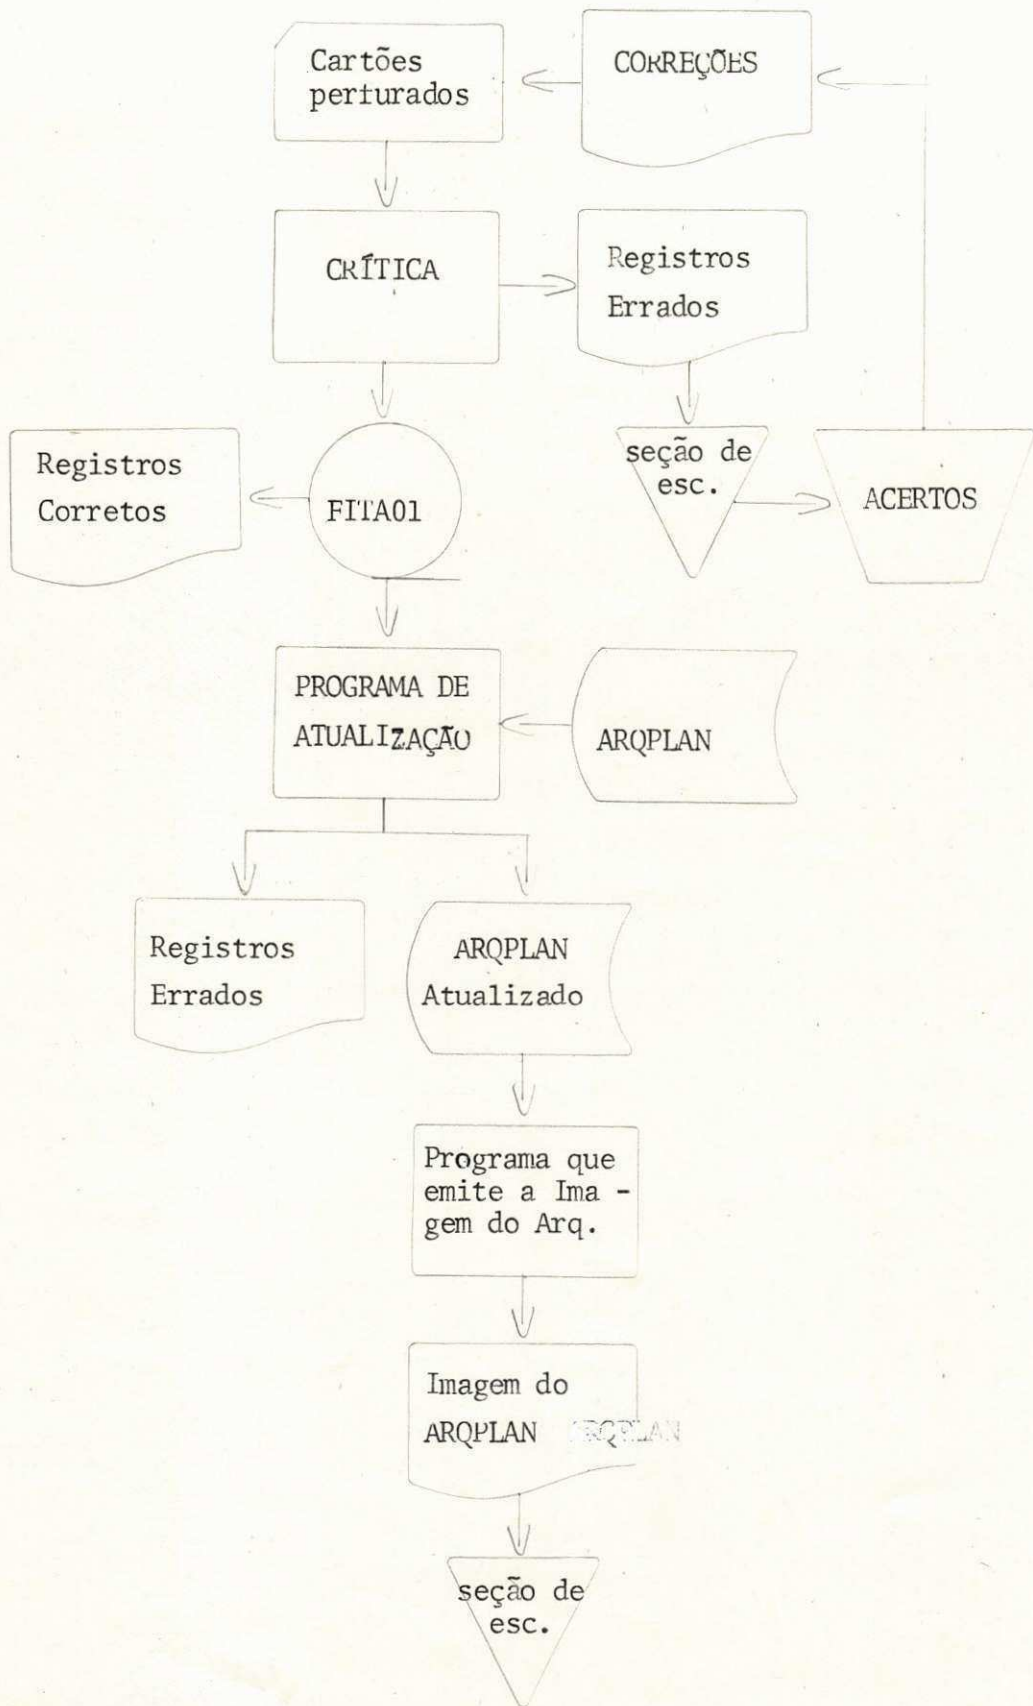 Cartões
perfurados
CORREÇÕES
CRÍTICA
Registros
Errados
Registros
Corretos
FITA01
seção de
esc.
ACERTOS
PROGRAMA DE
ATUALIZAÇÃO
ARQPLAN
Registros
Errados
ARQPLAN
Atualizado
Programa que
emite a Ima -
gem do Arq.
Imagem do
ARQPLAN ARQPLAN
seção de
esc.